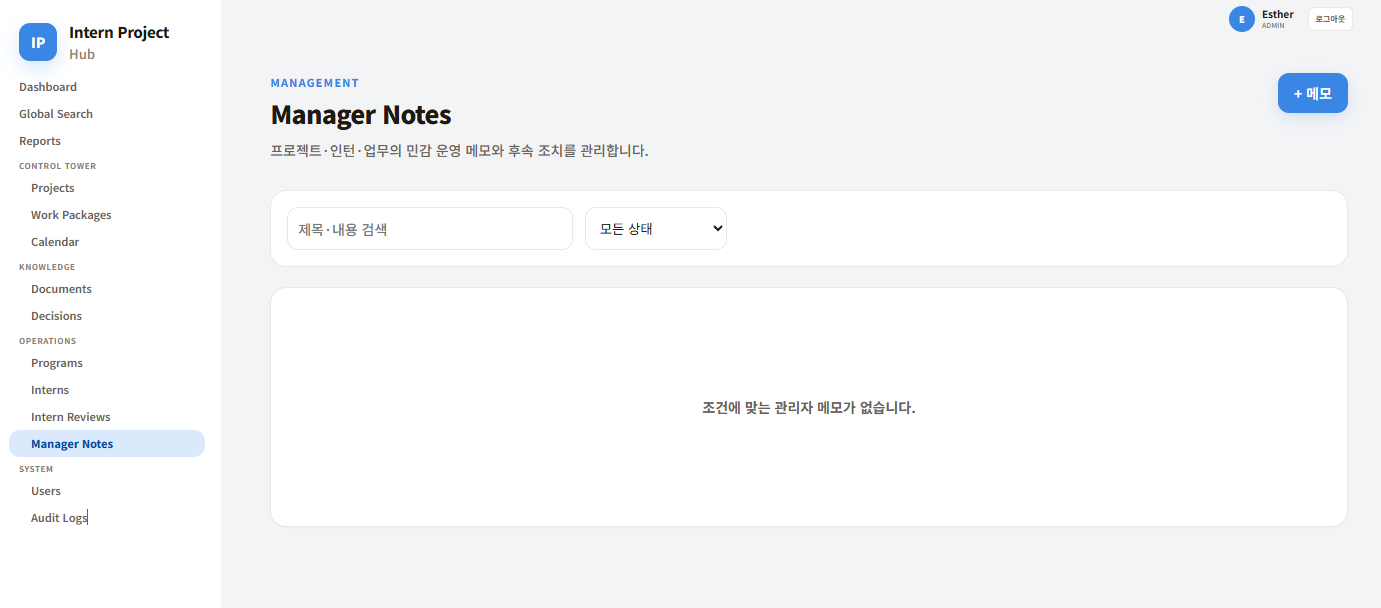 IP
Intern Project
Hub
Dashboard
Global Search
Reports
CONTROL TOWER
Projects
Work Packages
Calendar
KNOWLEDGE
Documents
Decisions
OPERATIONS
Programs
Interns
Intern Reviews
Manager Notes
SYSTEM
Users
Audit Logs
E
Esther
ADMIN
로그아웃
MANAGEMENT
Manager Notes
프로젝트·인턴·업무의 민감 운영 메모와 후속 조치를 관리합니다.
+ 메모
제목·내용 검색
모든 상태
조건에 맞는 관리자 메모가 없습니다.